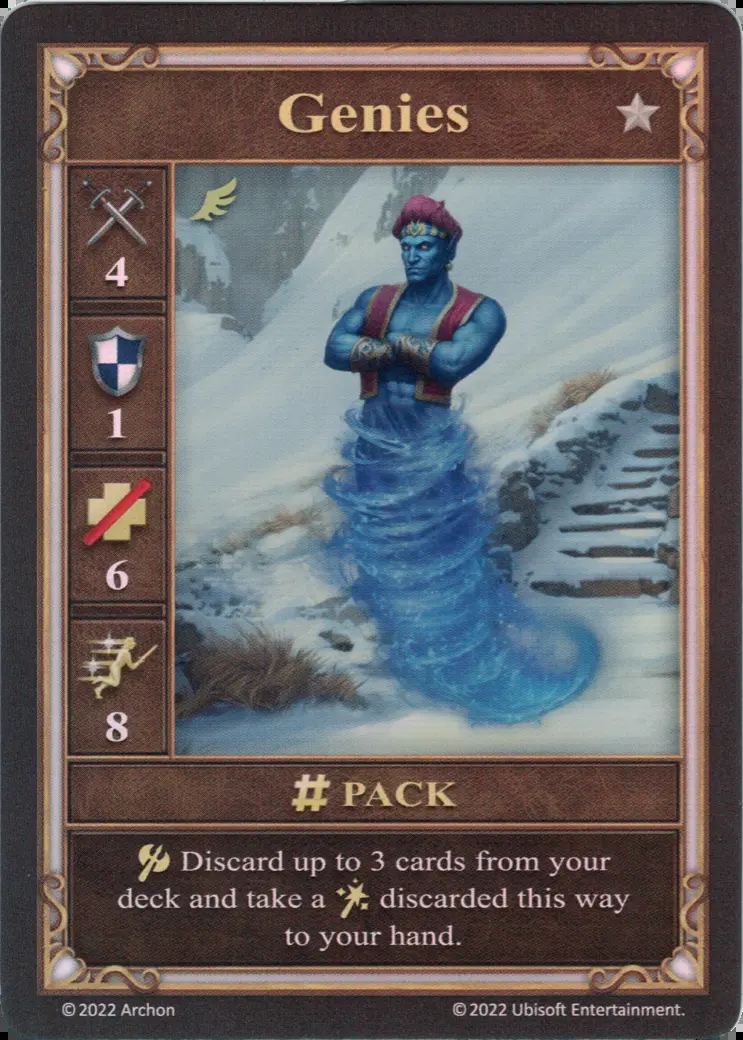 Genies
4
1
6
8
# PACK
Discard up to 3 cards from your
deck and take a discarded this way
to your hand.
© 2022 Archon
© 2022 Ubisoft Entertainment.